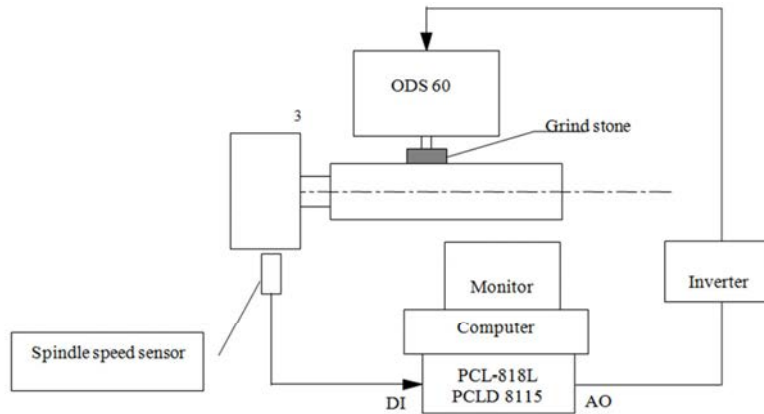 ODS 60
3
Grind stone
Monitor
Inverter
Computer
Spindle speed sensor
PCL-818L
PCLD 8115
DI
AO